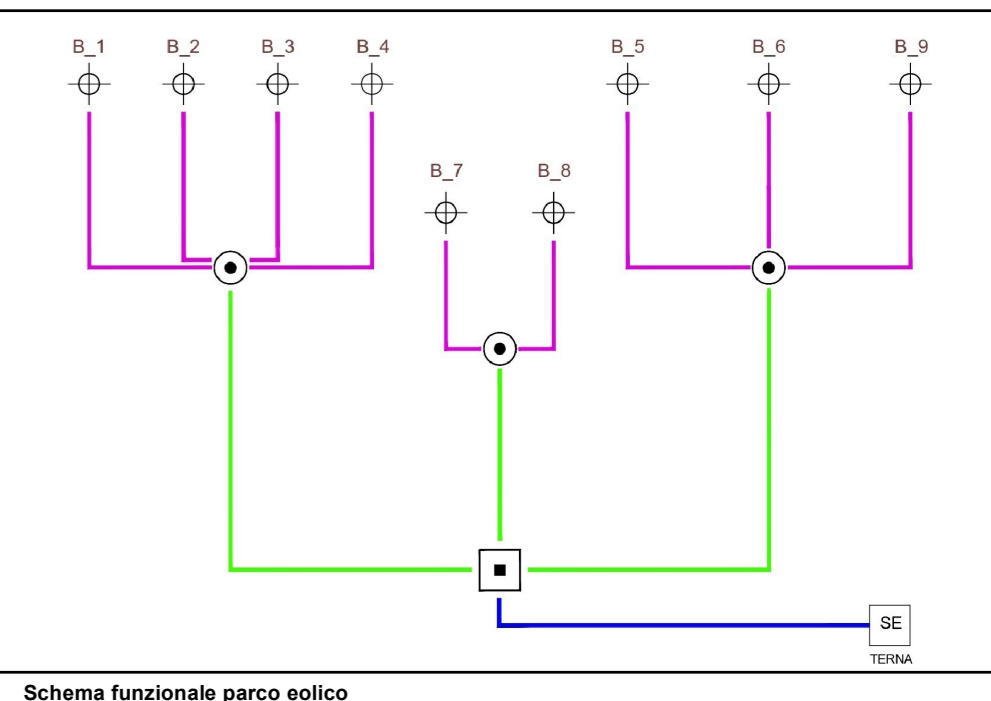 B_1 B_2 B_3 B_4 B_5 B_6 B_9
B_7 B_8
SE
TERNA
Schema funzionale parco eolico